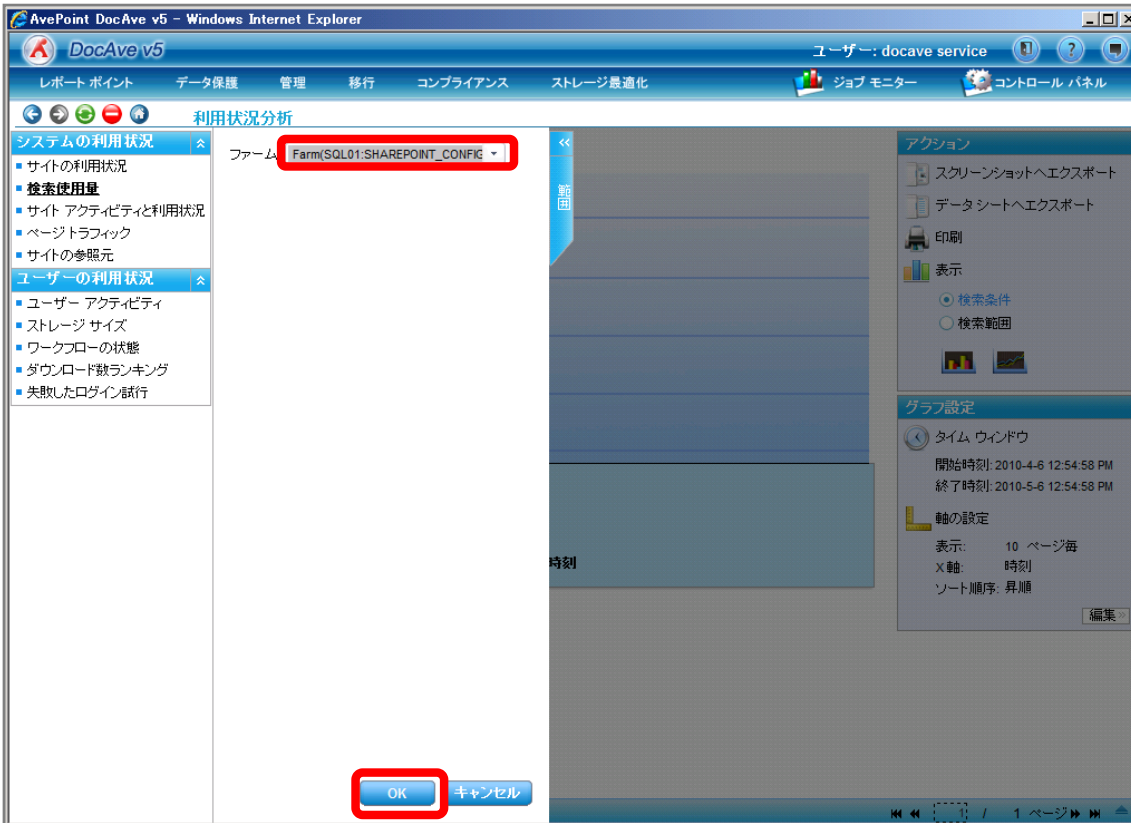 AvePoint DocAve v5 - Windows Internet Explorer
DocAve v5
ユーザー: docave service
レポート ポイント データ保護 管理 移行 コンプライアンス ストレージ最適化 ジョブ モニター コントロール パネル
利用状況分析
システムの利用状況
サイトの利用状況
検索使用量
サイト アクティビティと利用状況
ページトラフィック
サイトの参照元
ユーザーの利用状況
ユーザー アクティビティ
ストレージ サイズ
ワークフローの状態
ダウンロード数ランキング
失敗したログイン試行
ファーム Farm(SQL01:SHAREPOINT_CONFIG
範囲
時刻
OK キャンセル
アクション
スクリーンショットへエクスポート
データ シートへエクスポート
印刷
表示
検索条件
検索範囲
グラフ設定
タイム ウィンドウ
開始時刻: 2010-4-6 12:54:58 PM
終了時刻: 2010-5-6 12:54:58 PM
軸の設定
表示: 10 ページ毎
X軸: 時刻
ソート順序: 昇順
編集
1 / 1 ページ